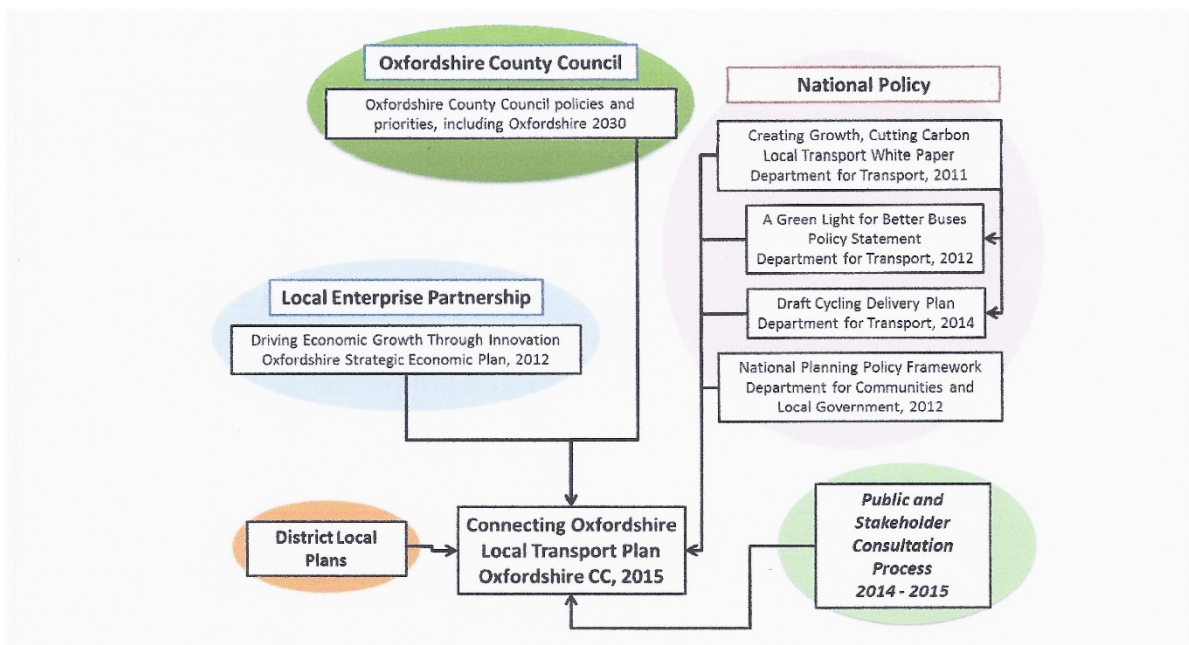 Oxfordshire County Council
Oxfordshire County Council policies and
priorities, including Oxfordshire 2030
National Policy
Creating Growth, Cutting Carbon
Local Transport White Paper
Department for Transport, 2011
A Green Light for Better Buses
Policy Statement
Department for Transport, 2012
Draft Cycling Delivery Plan
Department for Transport, 2014
National Planning Policy Framework
Department for Communities and
Local Government, 2012
Local Enterprise Partnership
Driving Economic Growth Through Innovation
Oxfordshire Strategic Economic Plan, 2012
District Local
Plans
Connecting Oxfordshire
Local Transport Plan
Oxfordshire CC, 2015
Public and
Stakeholder
Consultation
Process
2014 - 2015